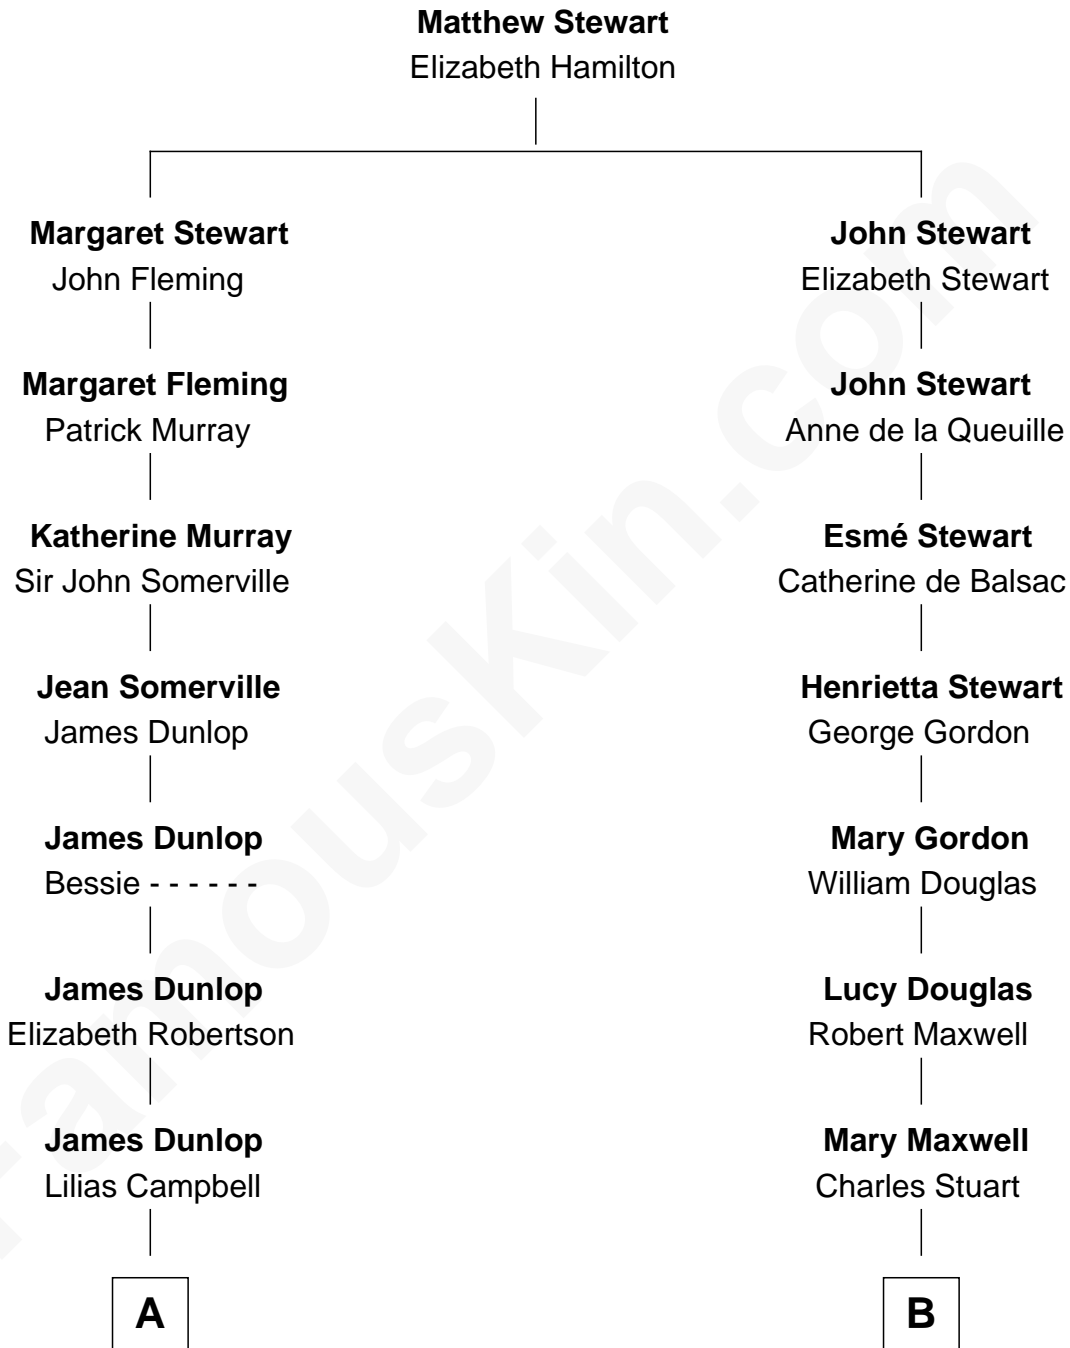 Matthew Stewart
Elizabeth Hamilton
Margaret Stewart
John Fleming
John Stewart
Elizabeth Stewart
Margaret Fleming
Patrick Murray
John Stewart
Anne de la Queuille
Katherine Murray
Sir John Somerville
Esmé Stewart
Catherine de Balsac
Jean Somerville
James Dunlop
Henrietta Stewart
George Gordon
James Dunlop
Bessie - - - - - -
Mary Gordon
William Douglas
James Dunlop
Elizabeth Robertson
Lucy Douglas
Robert Maxwell
James Dunlop
Lilias Campbell
Mary Maxwell
Charles Stuart
A
B
FamousKin.com